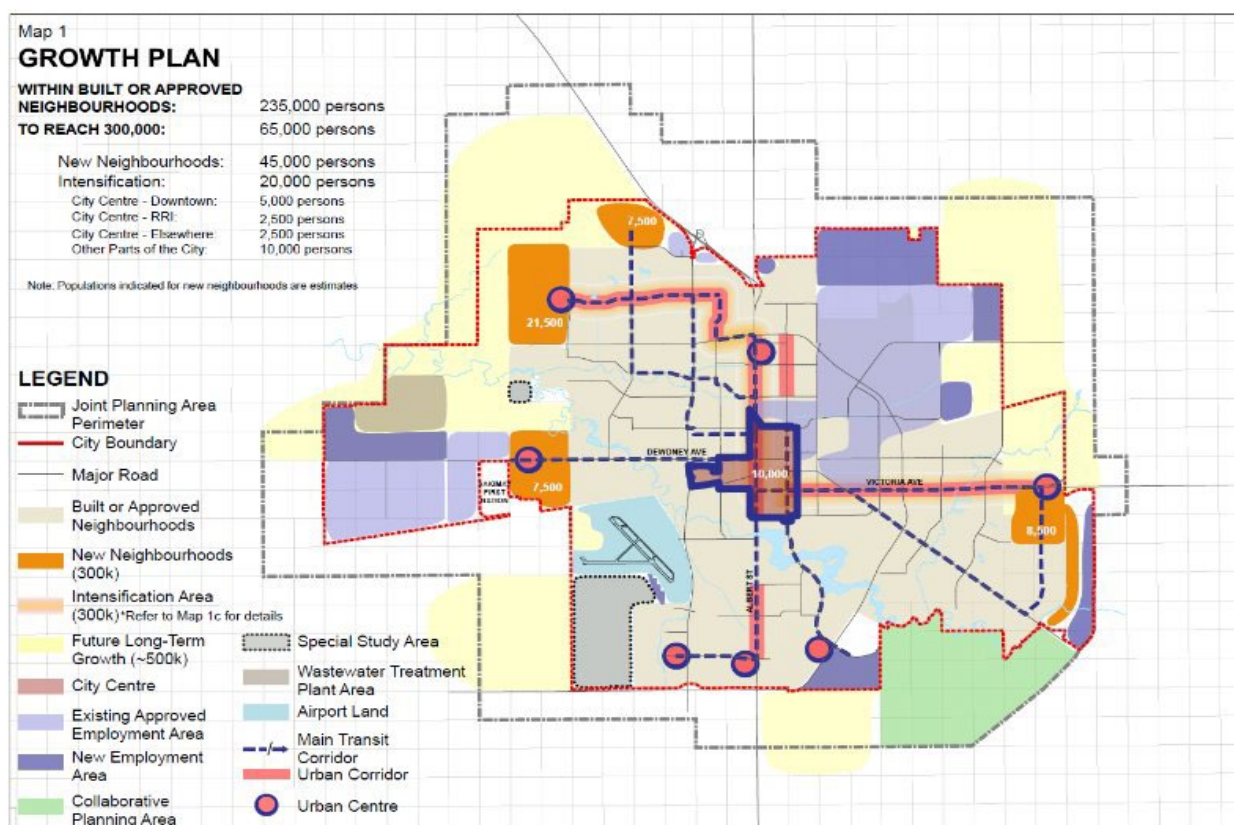 Map 1
GROWTH PLAN
WITHIN BUILT OR APPROVED
NEIGHBOURHOODS: 235,000 persons
TO REACH 300,000: 65,000 persons
New Neighbourhoods: 45,000 persons
Intensification: 20,000 persons
City Centre - Downtown: 5,000 persons
City Centre - RRI: 2,500 persons
City Centre - Elsewhere: 2,500 persons
Other Parts of the City: 10,000 persons
Note: Populations indicated for new neighbourhoods are estimates
7,500
21,500
DEWDNEY AVE
10,000
7,500
FIRST
NATION
VICTORIA AVE
8,500
ALBERT ST
LEGEND
Joint Planning Area
Perimeter
City Boundary
Major Road
Built or Approved
Neighbourhoods
New Neighbourhoods
(300k)
Intensification Area
(300k) *Refer to Map 1c for details
Future Long-Term
Growth (~500k)
City Centre
Existing Approved
Employment Area
New Employment
Area
Collaborative
Planning Area
Special Study Area
Wastewater Treatment
Plant Area
Airport Land
Main Transit
Corridor
Urban Corridor
Urban Centre